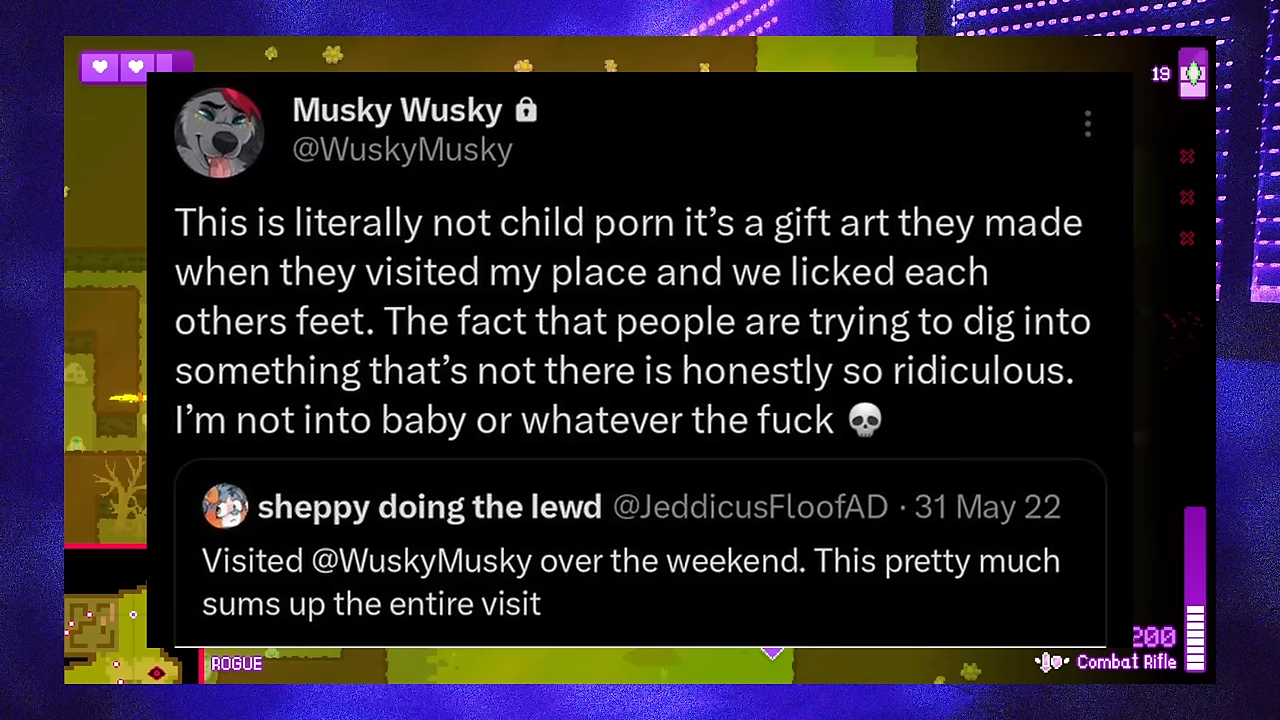 19
Musky Wusky
@WuskyMusky
This is literally not child porn it’s a gift art they made
when they visited my place and we licked each
others feet. The fact that people are trying to dig into
something that’s not there is honestly so ridiculous.
I’m not into baby or whatever the fuck 💀
sheppy doing the lewd @JeddicusFloofAD · 31 May 22
Visited @WuskyMusky over the weekend. This pretty much
sums up the entire visit
200
ROGUE
Combat Rifle